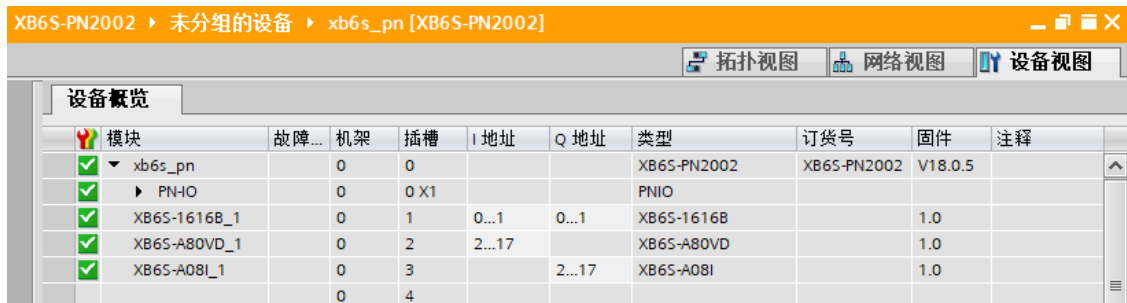 XB6S-PN2002 ▸ 未分组的设备 ▸ xb6s_pn [XB6S-PN2002]
拓扑视图 网络视图 设备视图
设备概览
模块 故障... 机架 插槽 I 地址 Q 地址 类型 订货号 固件 注释
xb6s_pn 0 0 XB6S-PN2002 XB6S-PN2002 V18.0.5
PN-IO 0 0 X1 PNIO
XB6S-1616B_1 0 1 0...1 0...1 XB6S-1616B 1.0
XB6S-A80VD_1 0 2 2...17 XB6S-A80VD 1.0
XB6S-A08I_1 0 3 2...17 XB6S-A08I 1.0
0 4